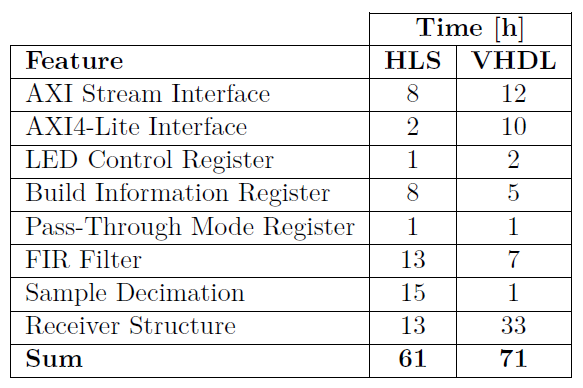 Time [h]
Feature HLS VHDL
AXI Stream Interface 8 12
AXI4-Lite Interface 2 10
LED Control Register 1 2
Build Information Register 8 5
Pass-Through Mode Register 1 1
FIR Filter 13 7
Sample Decimation 15 1
Receiver Structure 13 33
Sum 61 71